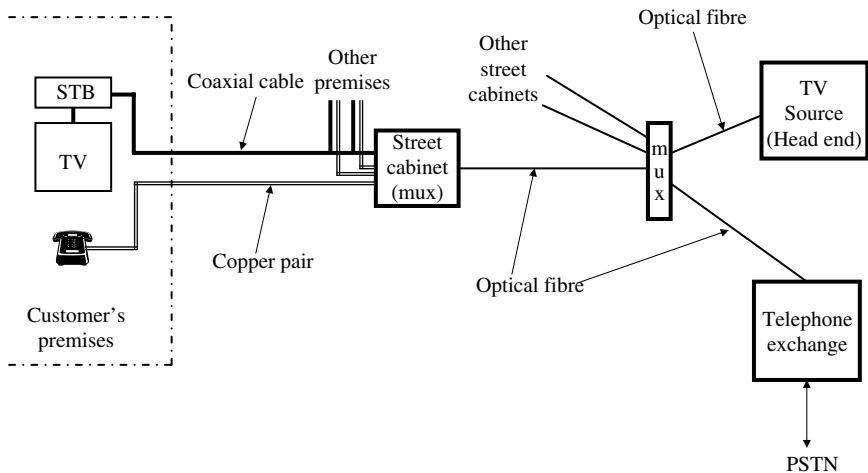 Optical fibre
Other
street
cabinets
TV
Source
(Head end)
Other
premises
Coaxial cable
STB
TV
Street
cabinet
(mux)
m
u
x
Copper pair
Optical fibre
Customer's
premises
Telephone
exchange
PSTN